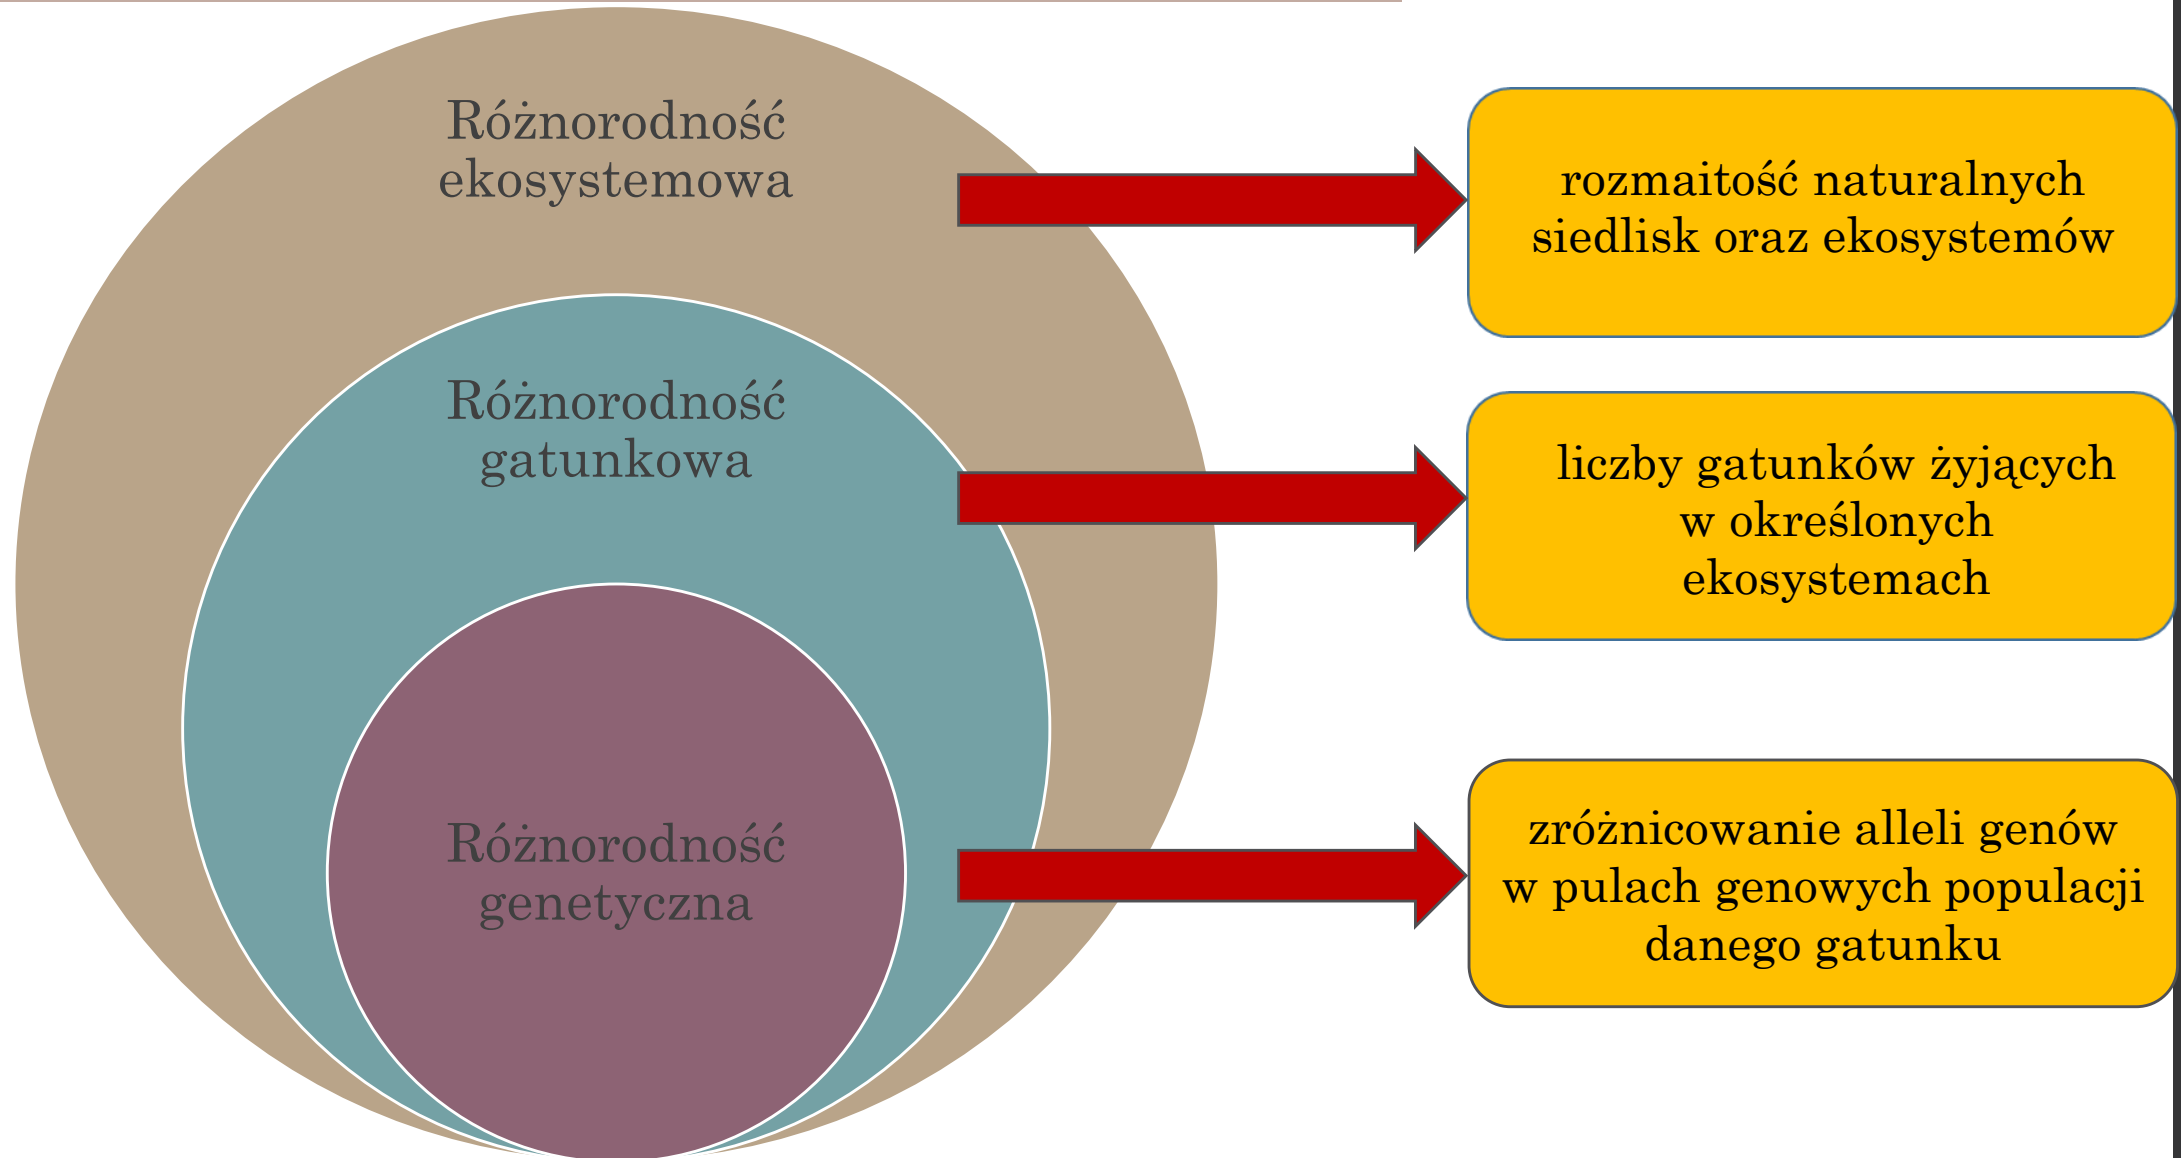 Różnorodność
ekosystemowa
rozmaitość naturalnych
siedlisk oraz ekosystemów
Różnorodność
gatunkowa
liczby gatunków żyjących
w określonych
ekosystemach
Różnorodność
genetyczna
zróżnicowanie alleli genów
w pulach genowych populacji
danego gatunku